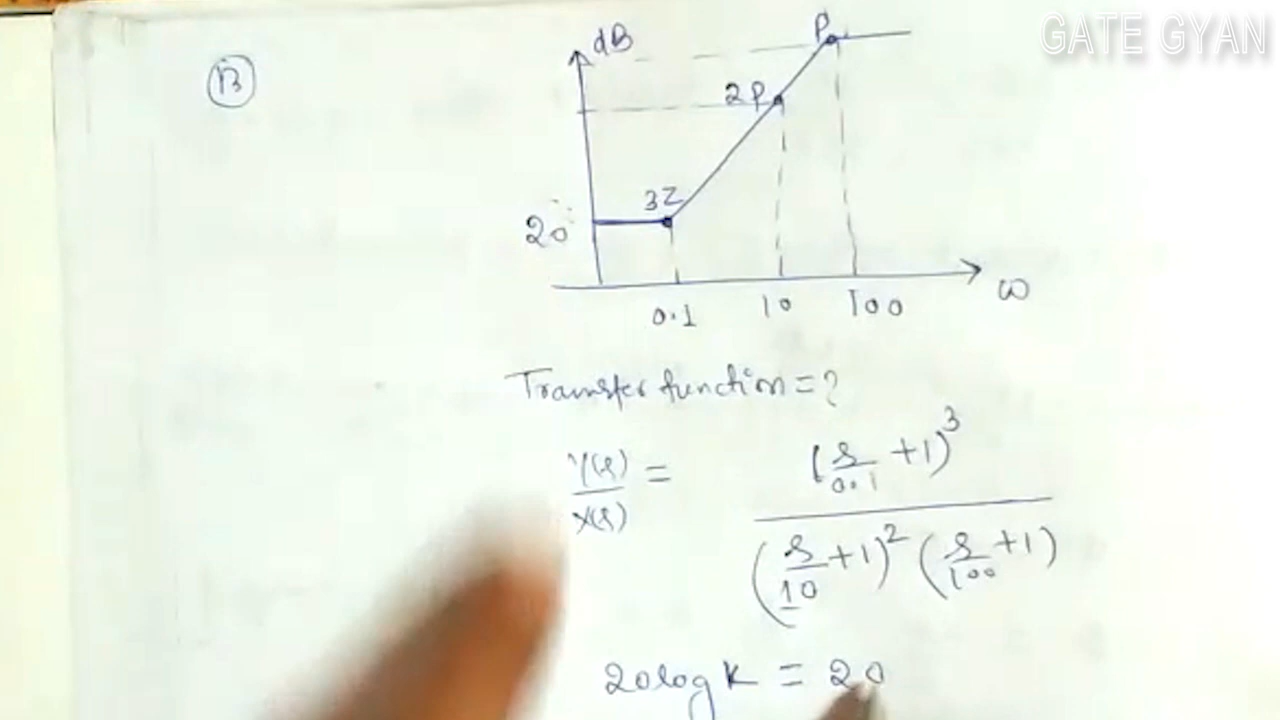 GATE GYAN
13
dB
P
2P
3Z
20
0.1 10 100 ω
Transfer function = ?
Y(s)/X(s) = (s/0.1 + 1)^3 / (s/10 + 1)^2 (s/100 + 1)
20 log K = 20